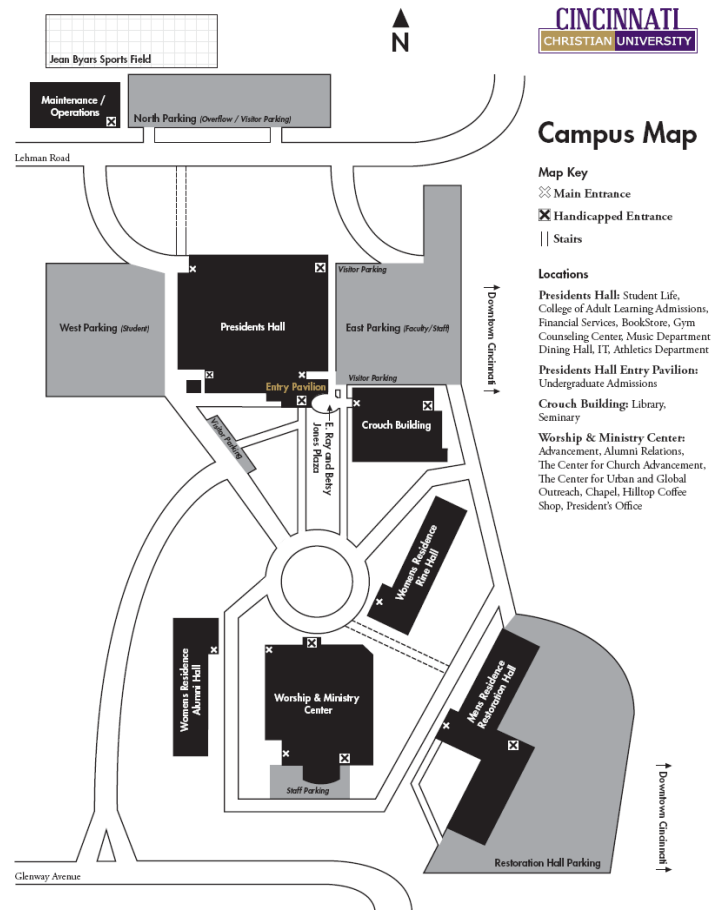 CINCINNATI
CHRISTIAN UNIVERSITY
N
Jean Byars Sports Field
Maintenance /
Operations
North Parking (Overflow / Visitor Parking)
Lehman Road
Campus Map
Map Key
Main Entrance
Handicapped Entrance
Stairs
Locations
Presidents Hall: Student Life,
College of Adult Learning Admissions,
Financial Services, BookStore, Gym
Counseling Center, Music Department
Dining Hall, IT, Athletics Department
Presidents Hall Entry Pavilion:
Undergraduate Admissions
Crouch Building: Library,
Seminary
Worship & Ministry Center:
Advancement, Alumni Relations,
The Center for Church Advancement,
The Center for Urban and Global
Outreach, Chapel, Hilltop Coffee
Shop, President's Office
Visitor Parking
West Parking (Student)
Presidents Hall
East Parking (Faculty/Staff)
Downtown Cincinnati
Visitor Parking
Entry Pavilion
Crouch Building
E. Ray and Betsy
Jones Plaza
Visitor Parking
Womens Residence
Rine Hall
Womens Residence
Alumni Hall
Worship & Ministry
Center
Mens Residence
Restoration Hall
Staff Parking
Downtown Cincinnati
Restoration Hall Parking
Glenway Avenue